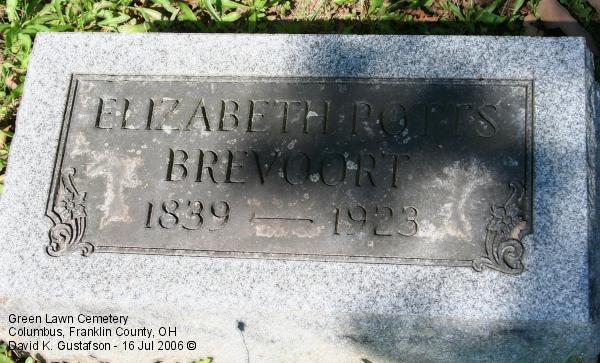 ELIZABETH POTTS
BREVOORT
1839 — 1923
Green Lawn Cemetery
Columbus, Franklin County, OH
David K. Gustafson - 16 Jul 2006 ©